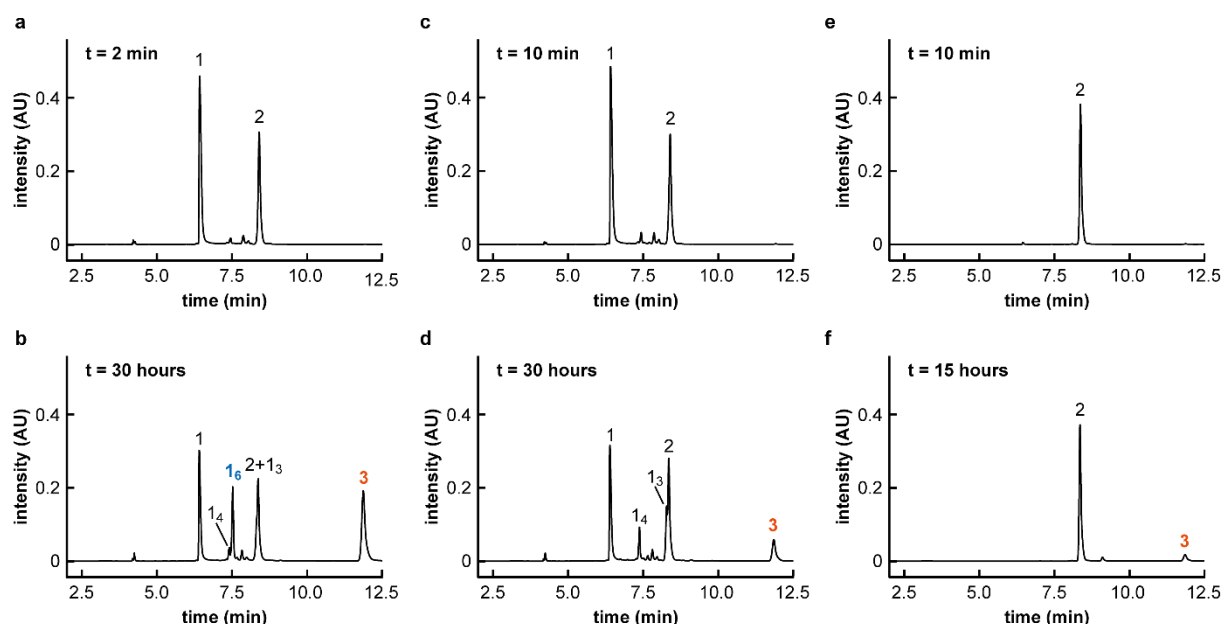 a
t = 2 min
1
2
0.4
0.2
0
intensity (AU)
2.5 5.0 7.5 10.0 12.5
time (min)
c
t = 10 min
1
2
0.4
0.2
0
intensity (AU)
2.5 5.0 7.5 10.0 12.5
time (min)
e
t = 10 min
2
0.4
0.2
0
intensity (AU)
2.5 5.0 7.5 10.0 12.5
time (min)
b
t = 30 hours
1
1₄
1₆
2+1₃
3
0.4
0.2
0
intensity (AU)
2.5 5.0 7.5 10.0 12.5
time (min)
d
t = 30 hours
1
1₄
1₃
2
3
0.4
0.2
0
intensity (AU)
2.5 5.0 7.5 10.0 12.5
time (min)
f
t = 15 hours
2
3
0.4
0.2
0
intensity (AU)
2.5 5.0 7.5 10.0 12.5
time (min)